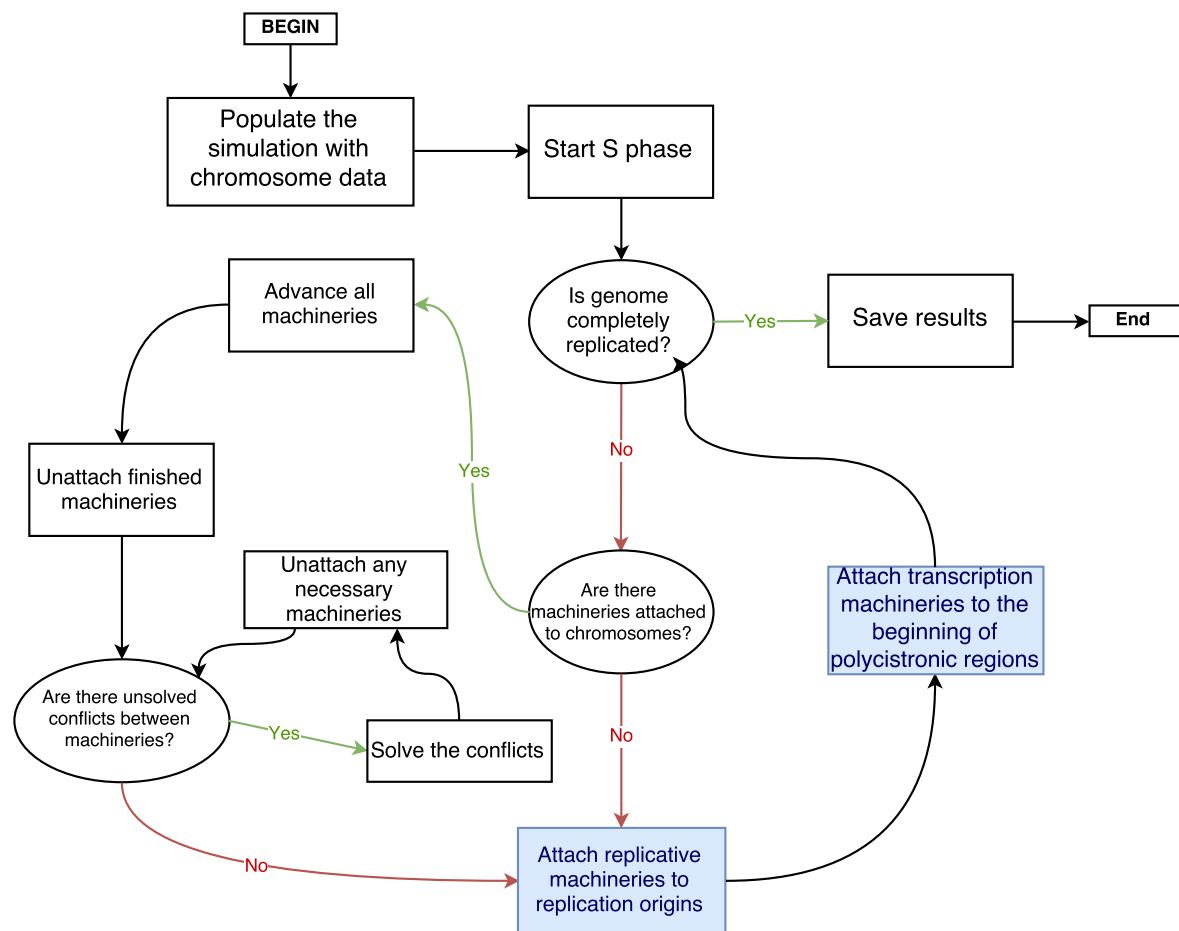 BEGIN
Populate the
simulation with
chromosome data
Start S phase
Is genome
completely
replicated?
Yes
Save results
End
Advance all
machineries
No
Yes
Unattach finished
machineries
Unattach any
necessary
machineries
Are there
machineries attached
to chromosomes?
Attach transcription
machineries to the
beginning of
polycistronic regions
Are there unsolved
conflicts between
machineries?
Yes
Solve the conflicts
No
No
Attach replicative
machineries to
replication origins